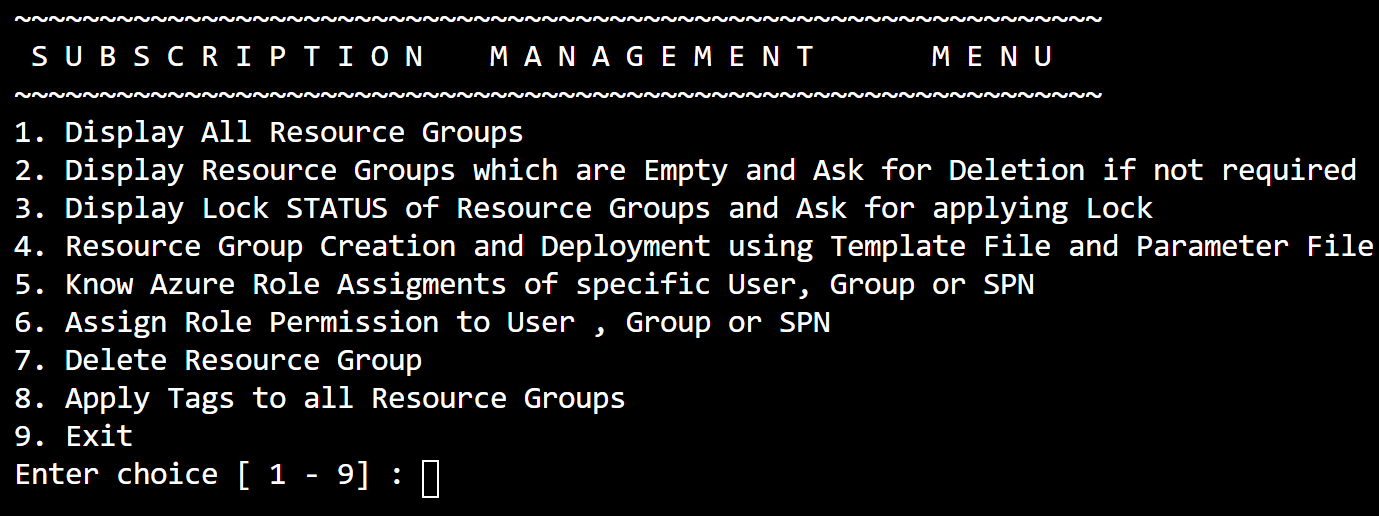 ~~~~~~~~~~~~~~~~~~~~~~~~~~~~~~~~~~~~~~~~~~~~~~~~~~~~~~~~~~~~~~~~
 S U B S C R I P T I O N   M A N A G E M E N T       M E N U
~~~~~~~~~~~~~~~~~~~~~~~~~~~~~~~~~~~~~~~~~~~~~~~~~~~~~~~~~~~~~~~~
1. Display All Resource Groups
2. Display Resource Groups which are Empty and Ask for Deletion if not required
3. Display Lock STATUS of Resource Groups and Ask for applying Lock
4. Resource Group Creation and Deployment using Template File and Parameter File
5. Know Azure Role Assigments of specific User, Group or SPN
6. Assign Role Permission to User , Group or SPN
7. Delete Resource Group
8. Apply Tags to all Resource Groups
9. Exit
Enter choice [ 1 - 9] :